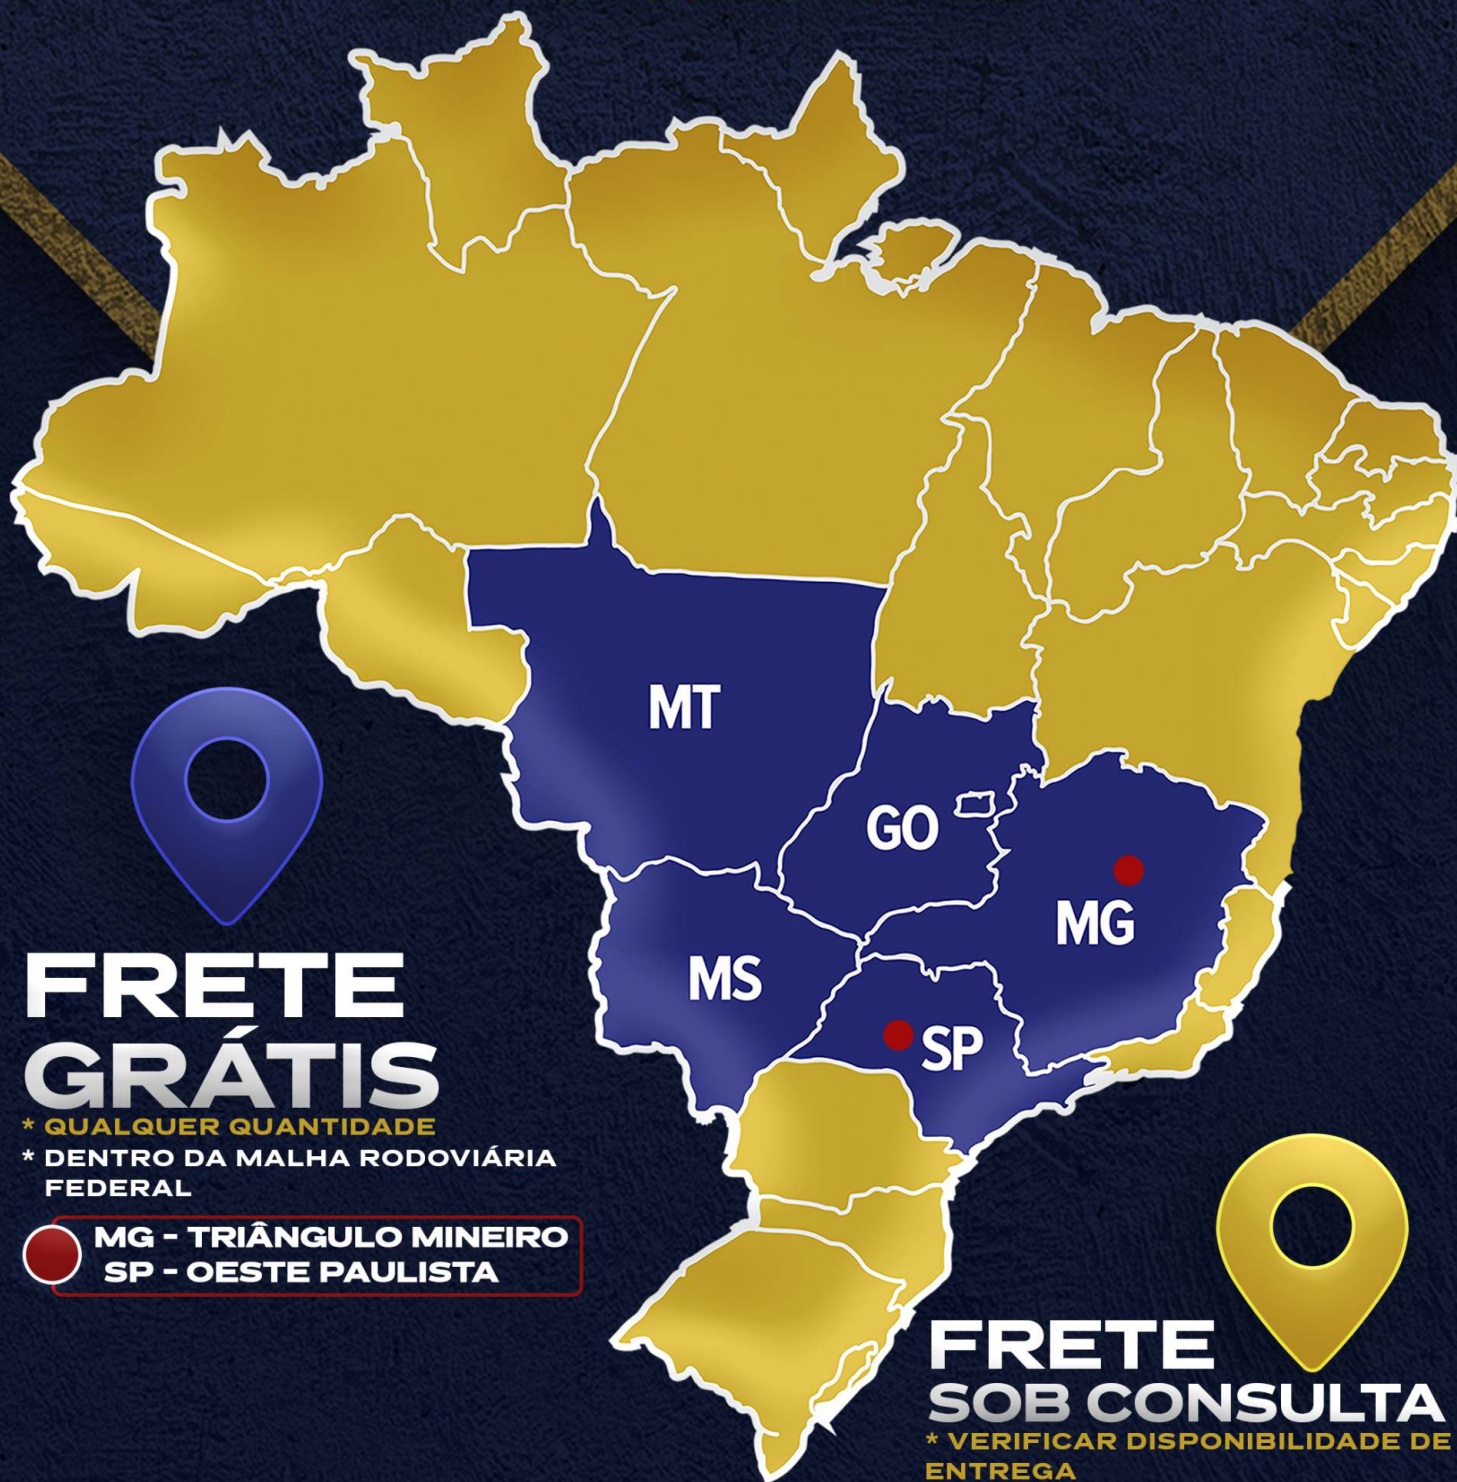 MT
GO
MG
MS
SP
FRETE
GRÁTIS
* QUALQUER QUANTIDADE
* DENTRO DA MALHA RODOVIÁRIA
FEDERAL
MG - TRIÂNGULO MINEIRO
SP - OESTE PAULISTA
FRETE
SOB CONSULTA
* VERIFICAR DISPONIBILIDADE DE
ENTREGA